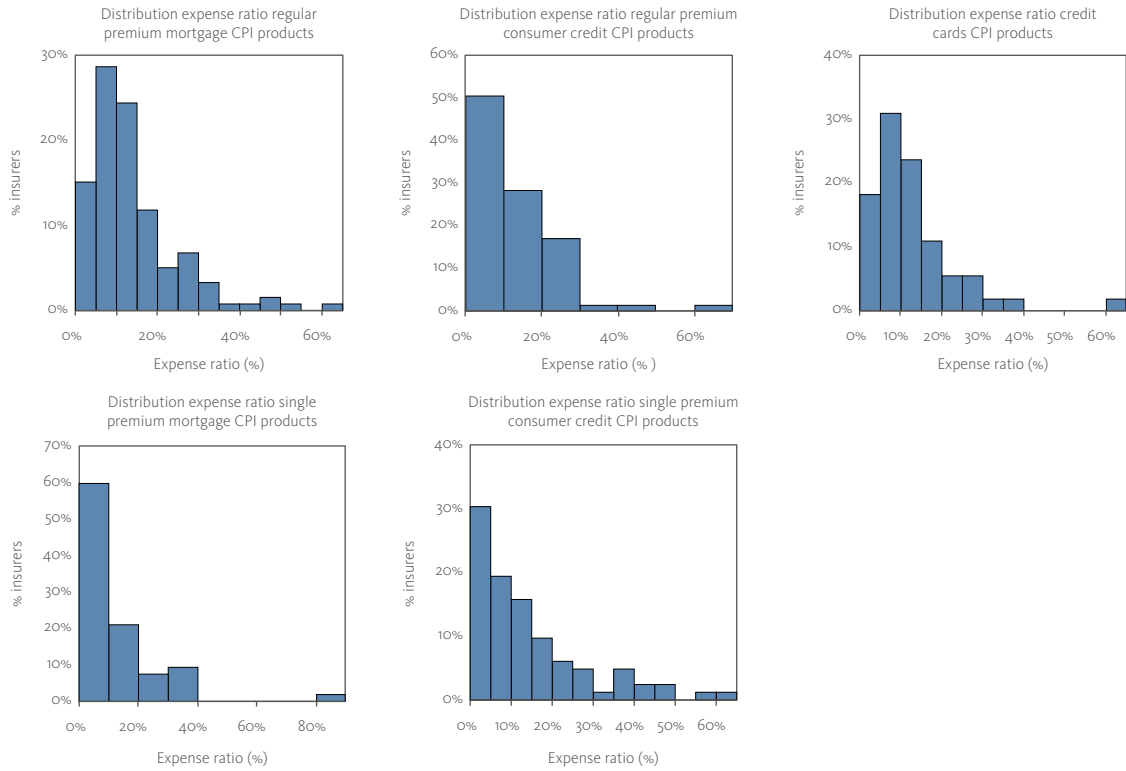 Distribution expense ratio regular
premium mortgage CPI products
30%
20%
10%
0%
% insurers
0%
20%
40%
60%
Expense ratio (%)
Distribution expense ratio regular premium
consumer credit CPI products
60%
50%
40%
30%
20%
10%
0%
% insurers
0%
20%
40%
60%
Expense ratio (% )
Distribution expense ratio credit
cards CPI products
40%
30%
20%
10%
0%
% insurers
0%
10%
20%
30%
40%
50%
60%
Expense ratio (%)
Distribution expense ratio single
premium mortgage CPI products
70%
60%
50%
40%
30%
20%
10%
0%
% insurers
0%
20%
40%
60%
80%
Expense ratio (%)
Distribution expense ratio single premium
consumer credit CPI products
40%
30%
20%
10%
0%
% insurers
0%
10%
20%
30%
40%
50%
60%
Expense ratio (%)